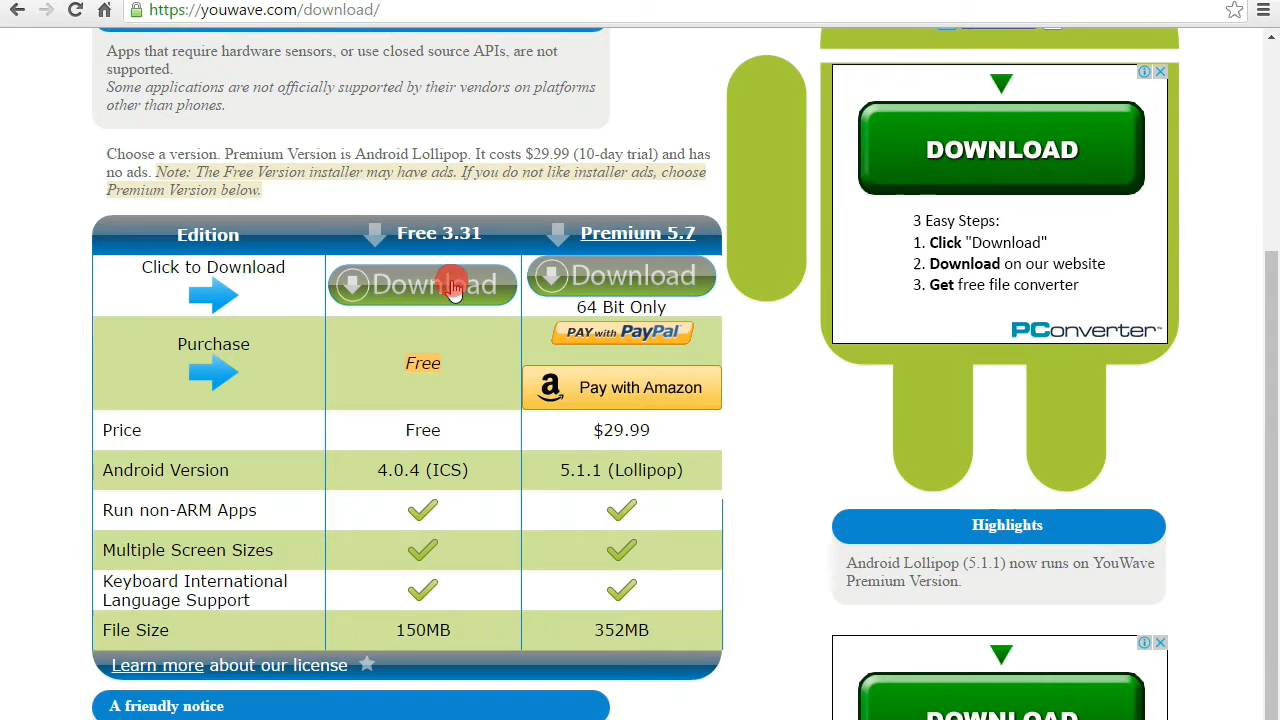 https://youwave.com/download/
Apps that require hardware sensors, or use closed source APIs, are not
supported.
Some applications are not officially supported by their vendors on platforms
other than phones.
Choose a version. Premium Version is Android Lollipop. It costs $29.99 (10-day trial) and has
no ads. Note: The Free Version installer may have ads. If you do not like installer ads, choose
Premium Version below.
Edition
Free 3.31
Premium 5.7
Click to Download
Download
Download
64 Bit Only
Purchase
Free
PAY with PayPal
a Pay with Amazon
Price
Free
$29.99
Android Version
4.0.4 (ICS)
5.1.1 (Lollipop)
Run non-ARM Apps
Multiple Screen Sizes
Keyboard International
Language Support
File Size
150MB
352MB
Learn more about our license
A friendly notice
DOWNLOAD
3 Easy Steps:
1. Click "Download"
2. Download on our website
3. Get free file converter
PConverter™
Highlights
Android Lollipop (5.1.1) now runs on YouWave
Premium Version.
DOWNLOAD